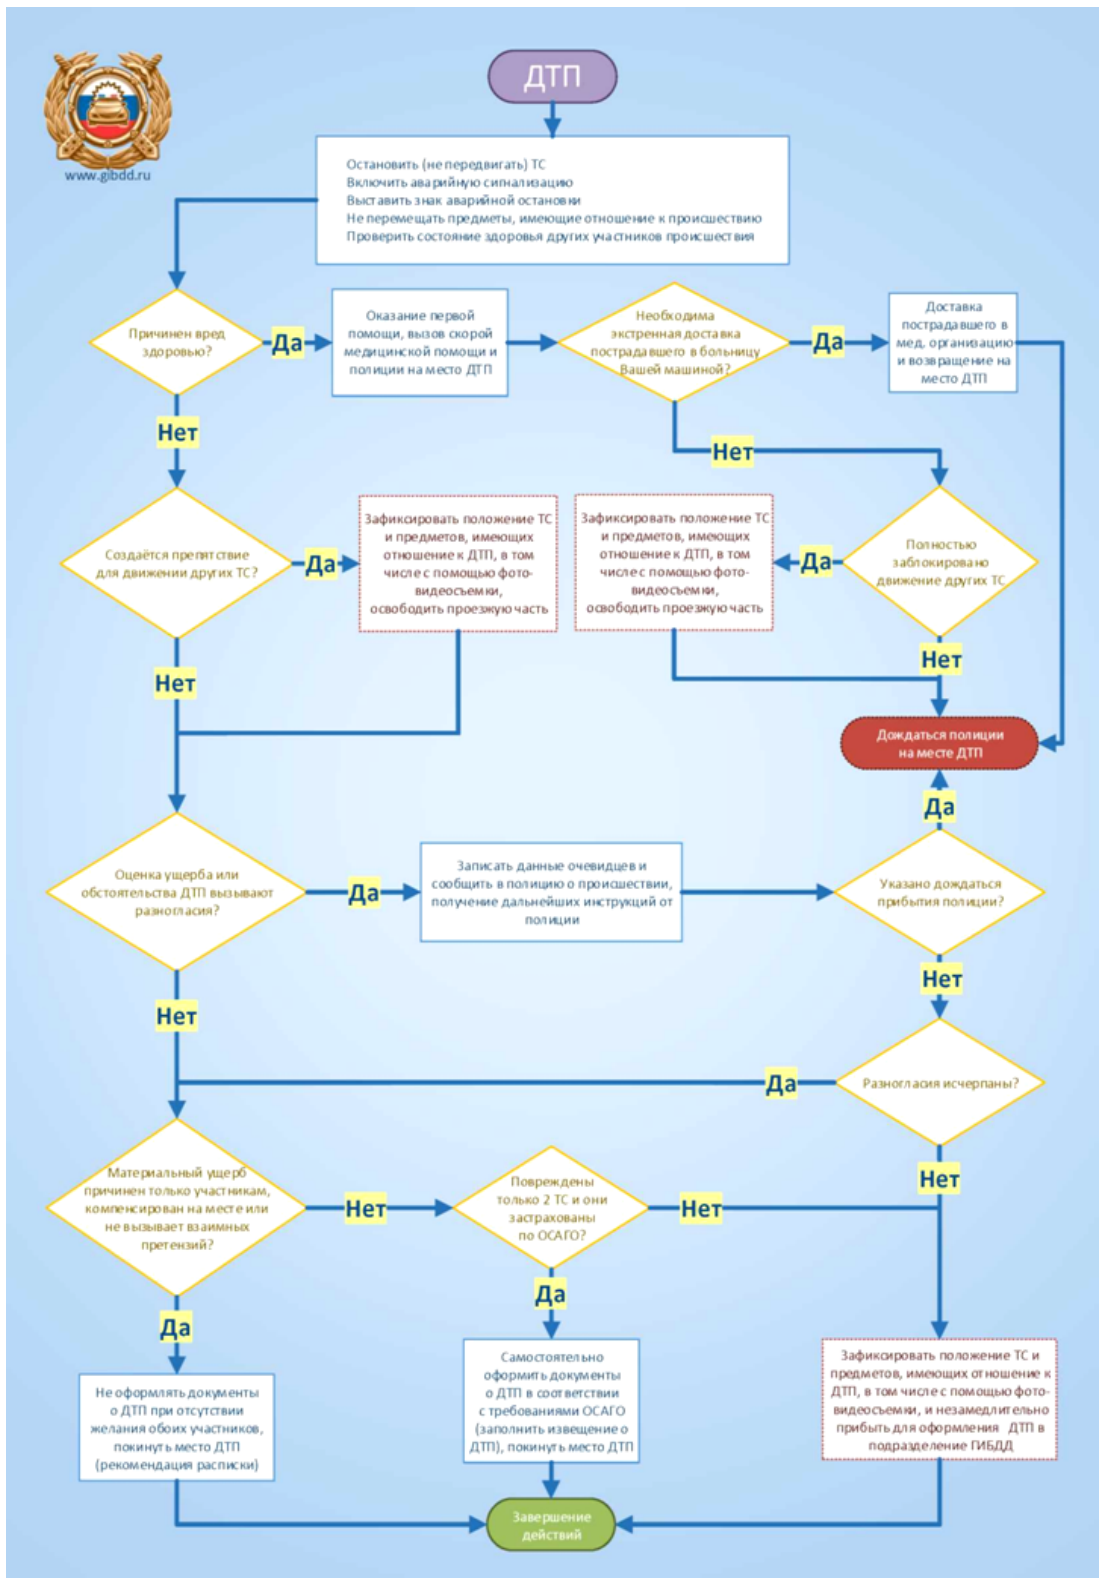 ДТП
www.gibdd.ru
Остановить (не передвигать) ТС
Включить аварийную сигнализацию
Выставить знак аварийной остановки
Не перемещать предметы, имеющие отношение к происшествию
Проверить состояние здоровья других участников происшествия
Причинен вред
здоровью?
Да
Оказание первой
помощи, вызов скорой
медицинской помощи и
полиции на место ДТП
Необходима
экстренная доставка
пострадавшего в больницу
Вашей машиной?
Да
Доставка
пострадавшего в
мед. организацию
и возвращение на
место ДТП
Нет
Нет
Создаётся препятствие
для движении других ТС?
Да
Зафиксировать положение ТС
и предметов, имеющих
отношение к ДТП, в том
числе с помощью фото-
видеосъемки,
освободить проезжую часть
Зафиксировать положение ТС
и предметов, имеющих
отношение к ДТП, в том
числе с помощью фото-
видеосъемки,
освободить проезжую часть
Да
Полностью
заблокировано
движение других ТС
Нет
Нет
Дождаться полиции
на месте ДТП
Да
Оценка ущерба или
обстоятельства ДТП вызывают
разногласия?
Да
Записать данные очевидцев и
сообщить в полицию о происшествии,
получение дальнейших инструкций от
полиции
Указано дождаться
прибытия полиции?
Нет
Нет
Да
Разногласия исчерпаны?
Нет
Материальный ущерб
причинен только участникам,
компенсирован на месте или
не вызывает взаимных
претензий?
Нет
Повреждены
только 2 ТС и они
застрахованы
по ОСАГО?
Нет
Да
Да
Не оформлять документы
о ДТП при отсутствии
желания обоих участников,
покинуть место ДТП
(рекомендация расписки)
Самостоятельно
оформить документы
о ДТП в соответствии
с требованиями ОСАГО
(заполнить извещение о
ДТП), покинуть место ДТП
Зафиксировать положение ТС и
предметов, имеющих отношение к
ДТП, в том числе с помощью фото-
видеосъемки, и незамедлительно
прибыть для оформления ДТП в
подразделение ГИБДД
Завершение
действий